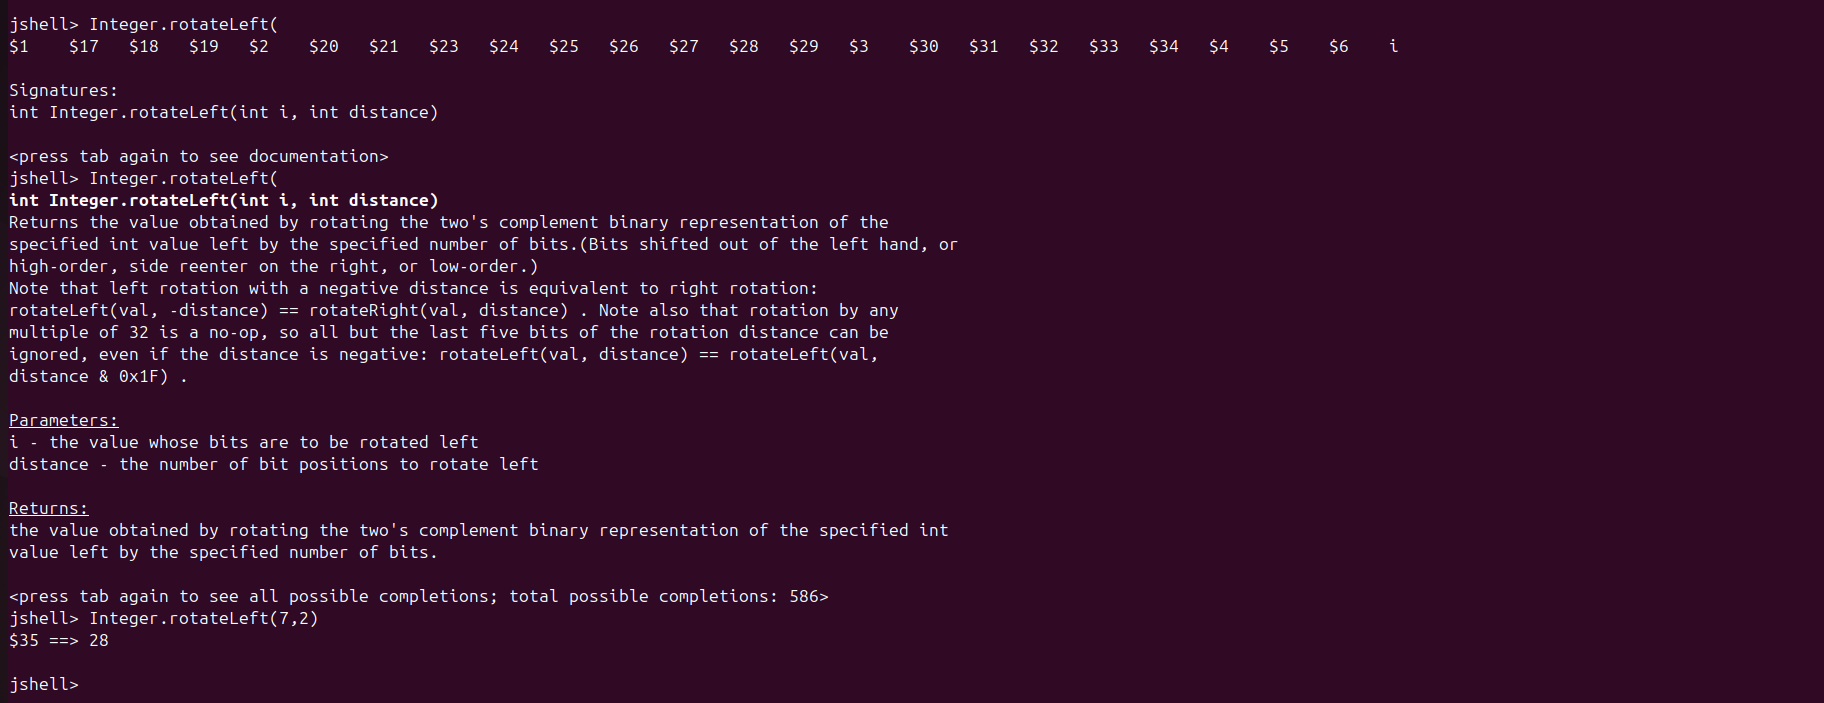 jshell> Integer.rotateLeft(
$1    $17   $18   $19   $2    $20   $21   $23   $24   $25   $26   $27   $28   $29   $3    $30   $31   $32   $33   $34   $4    $5    $6    i
Signatures:
int Integer.rotateLeft(int i, int distance)
<press tab again to see documentation>
jshell> Integer.rotateLeft(
int Integer.rotateLeft(int i, int distance)
Returns the value obtained by rotating the two's complement binary representation of the
specified int value left by the specified number of bits.(Bits shifted out of the left hand, or
high-order, side reenter on the right, or low-order.)
Note that left rotation with a negative distance is equivalent to right rotation:
rotateLeft(val, -distance) == rotateRight(val, distance) . Note also that rotation by any
multiple of 32 is a no-op, so all but the last five bits of the rotation distance can be
ignored, even if the distance is negative: rotateLeft(val, distance) == rotateLeft(val,
distance & 0x1F) .
Parameters:
i - the value whose bits are to be rotated left
distance - the number of bit positions to rotate left
Returns:
the value obtained by rotating the two's complement binary representation of the specified int
value left by the specified number of bits.
<press tab again to see all possible completions; total possible completions: 586>
jshell> Integer.rotateLeft(7,2)
$35 ==> 28
jshell>